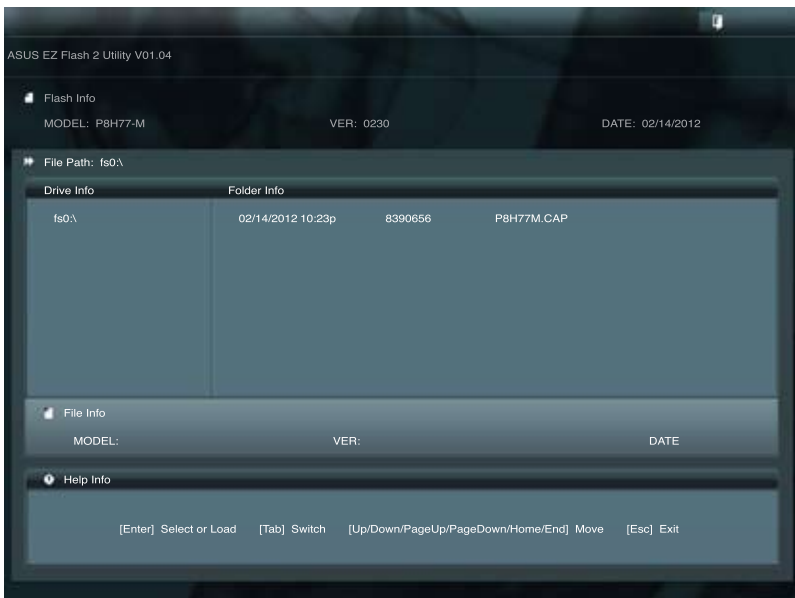 ASUS EZ Flash 2 Utility V01.04
Flash Info
MODEL: P8H77-M VER: 0230 DATE: 02/14/2012
File Path: fs0:\
Drive Info Folder Info
fs0:\ 02/14/2012 10:23p 8390656 P8H77M.CAP
File Info
MODEL: VER: DATE
Help Info
[Enter] Select or Load [Tab] Switch [Up/Down/PageUp/PageDown/Home/End] Move [Esc] Exit